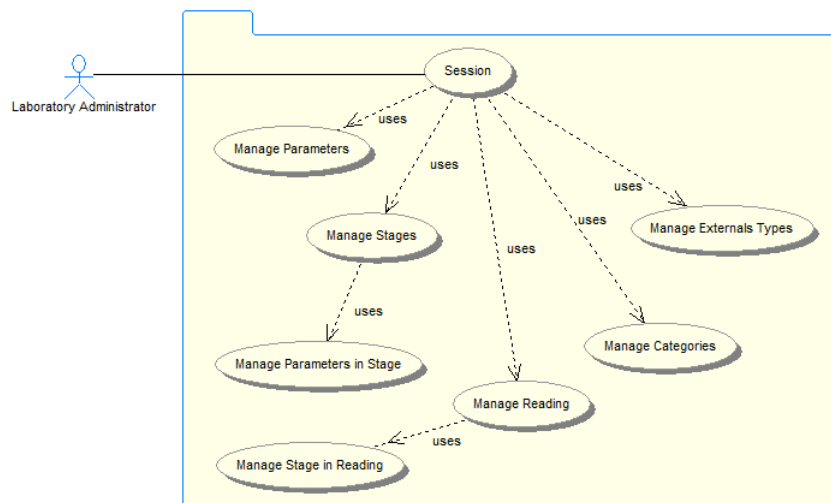 Session
Laboratory Administrator
uses
Manage Parameters
uses
uses
Manage Stages
uses
Manage Externals Types
uses
uses
Manage Parameters in Stage
Manage Categories
Manage Reading
uses
Manage Stage in Reading